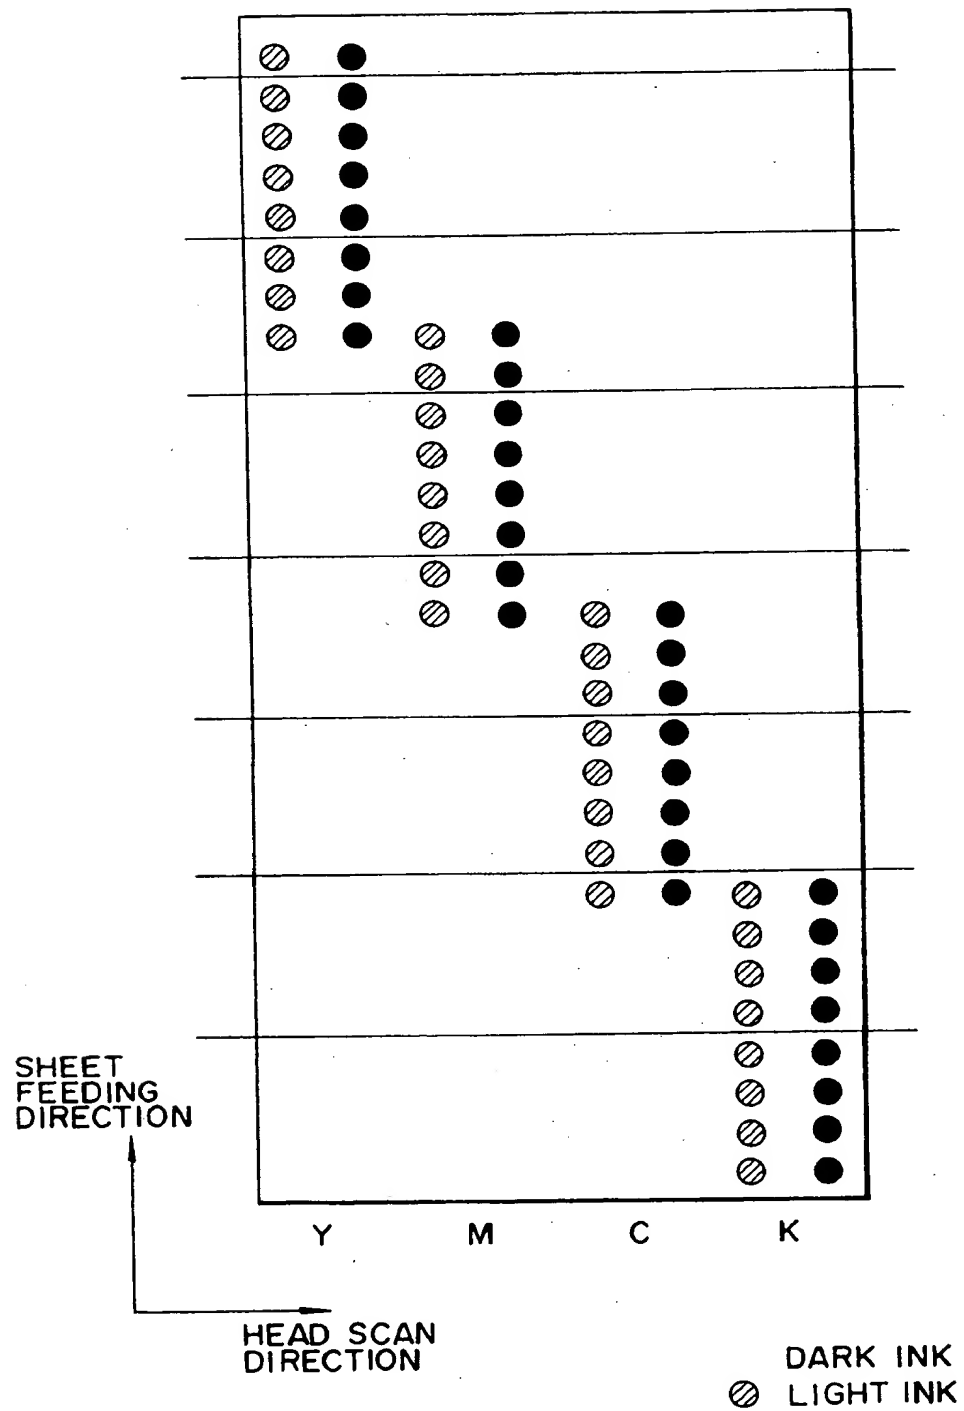 SHEET
FEEDING
DIRECTION
Y M C K
HEAD SCAN
DIRECTION
DARK INK
LIGHT INK